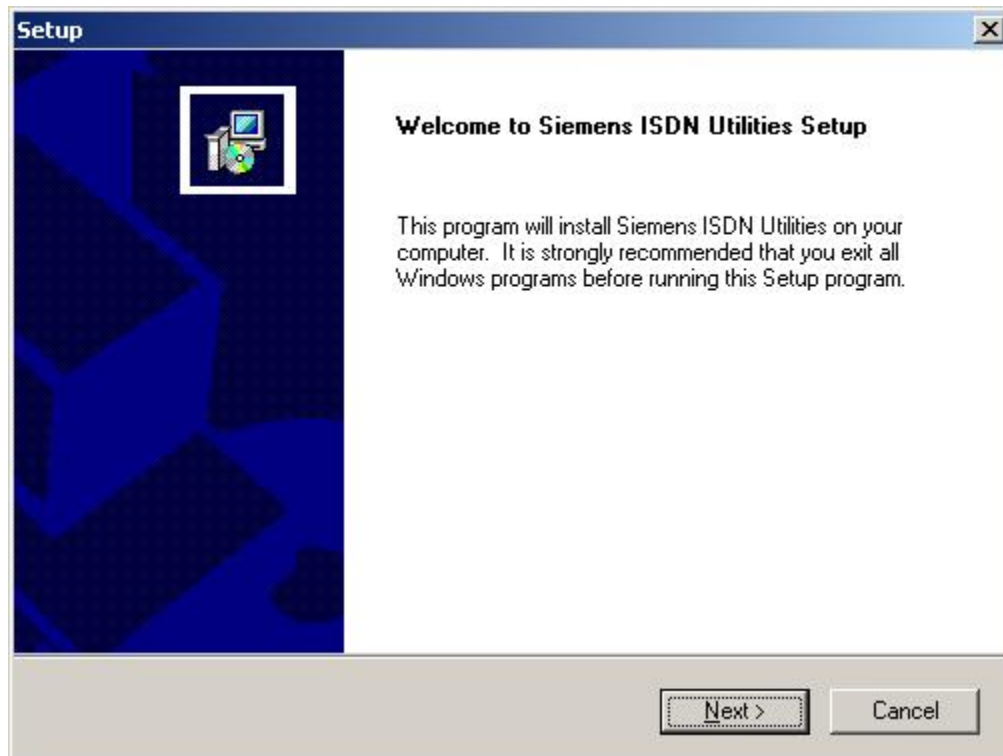 Setup
Welcome to Siemens ISDN Utilities Setup
This program will install Siemens ISDN Utilities on your
computer.  It is strongly recommended that you exit all
Windows programs before running this Setup program.
Next >
Cancel